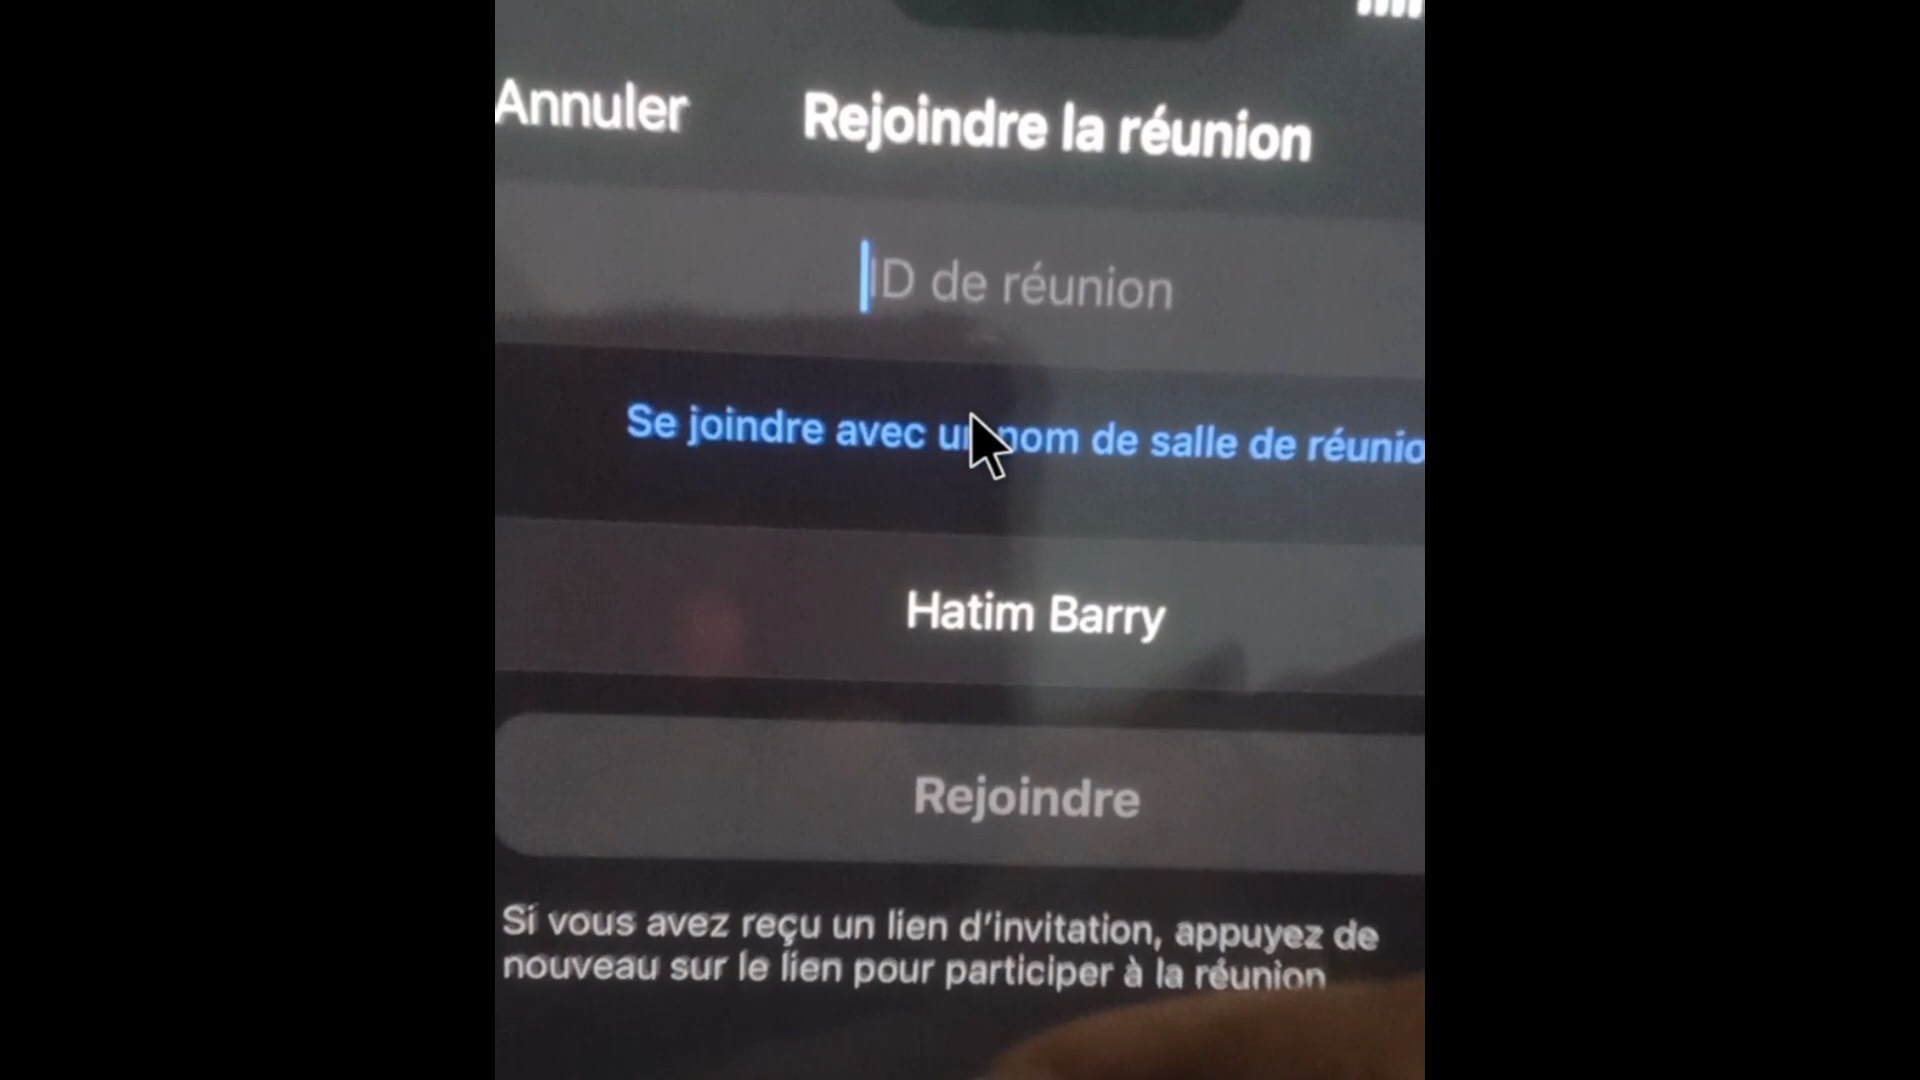 Annuler
Rejoindre la réunion
ID de réunion
Se joindre avec un nom de salle de réunio
Hatim Barry
Rejoindre
Si vous avez reçu un lien d'invitation, appuyez de
nouveau sur le lien pour participer à la réunion